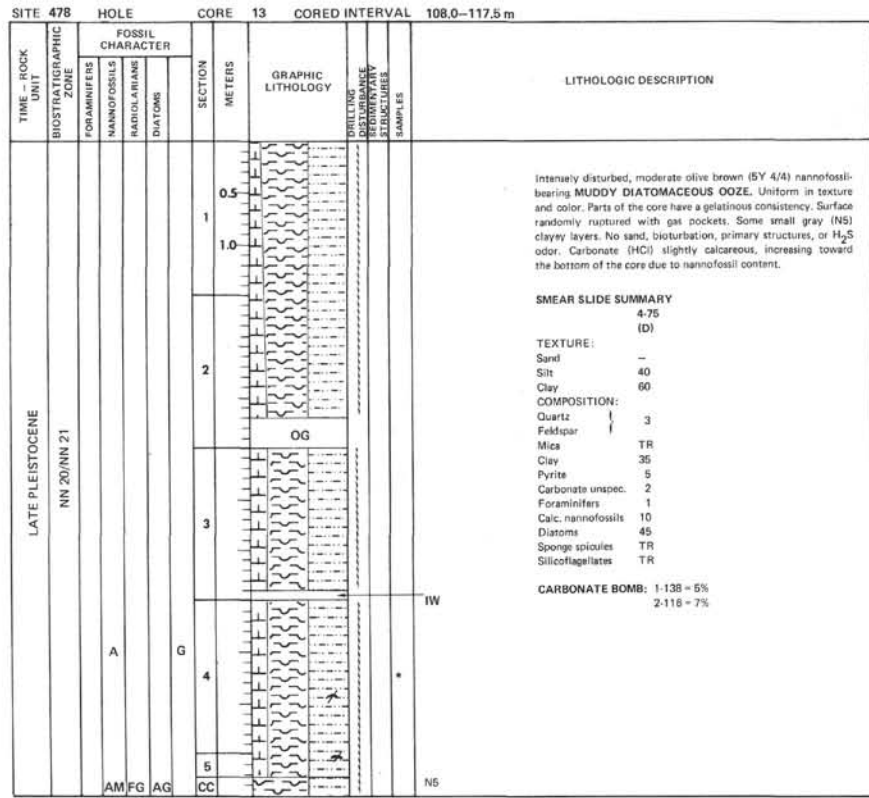 SITE 478 HOLE CORE 13 CORED INTERVAL 108.0–117.5 m
TIME – ROCK UNIT
BIOSTRATIGRAPHIC ZONE
FOSSIL CHARACTER
FORAMINIFERS
NANNOFOSSILS
RADIOLARIANS
DIATOMS
SECTION
METERS
GRAPHIC LITHOLOGY
DRILLING DISTURBANCE
SEDIMENTARY STRUCTURES
SAMPLES
LITHOLOGIC DESCRIPTION
LATE PLEISTOCENE
NN 20/NN 21
A
G
AM FG AG
1
0.5
1.0
2
OG
3
IW
4
*
5
CC
N5
Intensely disturbed, moderate olive brown (5Y 4/4) nannofossil-
bearing MUDDY DIATOMACEOUS OOZE. Uniform in texture
and color. Parts of the core have a gelatinous consistency. Surface
randomly ruptured with gas pockets. Some small gray (N5)
clayey layers. No sand, bioturbation, primary structures, or H2S
odor. Carbonate (HCl) slightly calcareous, increasing toward
the bottom of the core due to nannofossil content.
SMEAR SLIDE SUMMARY
4-75
(D)
TEXTURE:
Sand –
Silt 40
Clay 60
COMPOSITION:
Quartz
Feldspar } 3
Mica TR
Clay 35
Pyrite 5
Carbonate unspec. 2
Foraminifers 1
Calc. nannofossils 10
Diatoms 45
Sponge spicules TR
Silicoflagellates TR
CARBONATE BOMB: 1-138 = 5%
2-116 = 7%